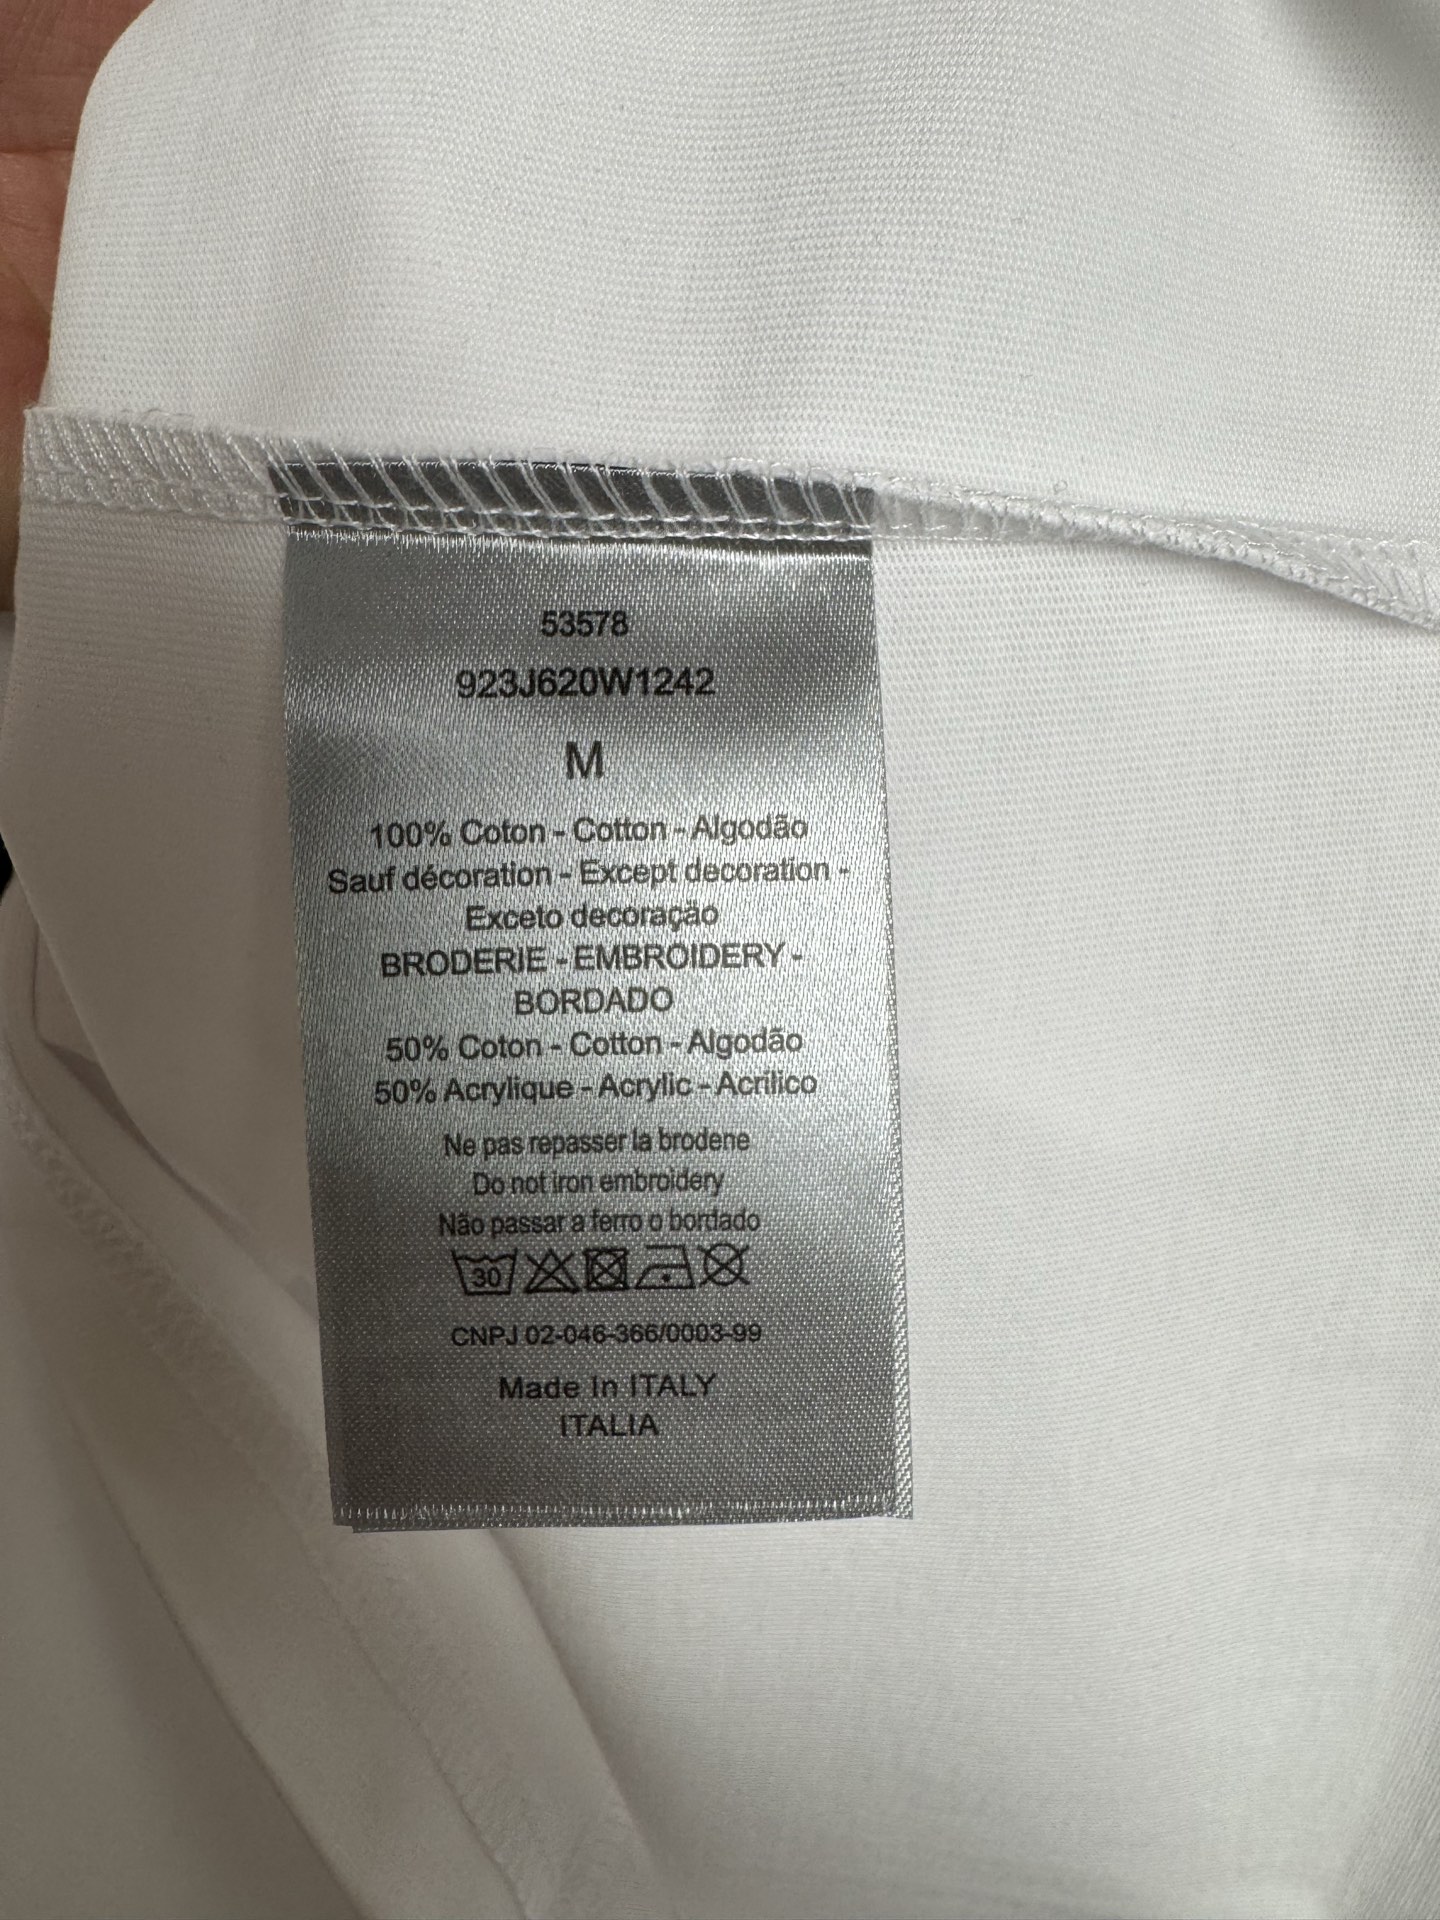 53578
923J620W1242
M
100% Coton - Cotton - Algodão
Sauf décoration - Except decoration -
Exceto decoração
BRODERIE - EMBROIDERY -
BORDADO
50% Coton - Cotton - Algodão
50% Acrylique - Acrylic - Acrílico
Ne pas repasser la brodene
Do not iron embroidery
Não passar a ferro o bordado
30
CNPJ 02-046-366/0003-99
Made In ITALY
ITALIA